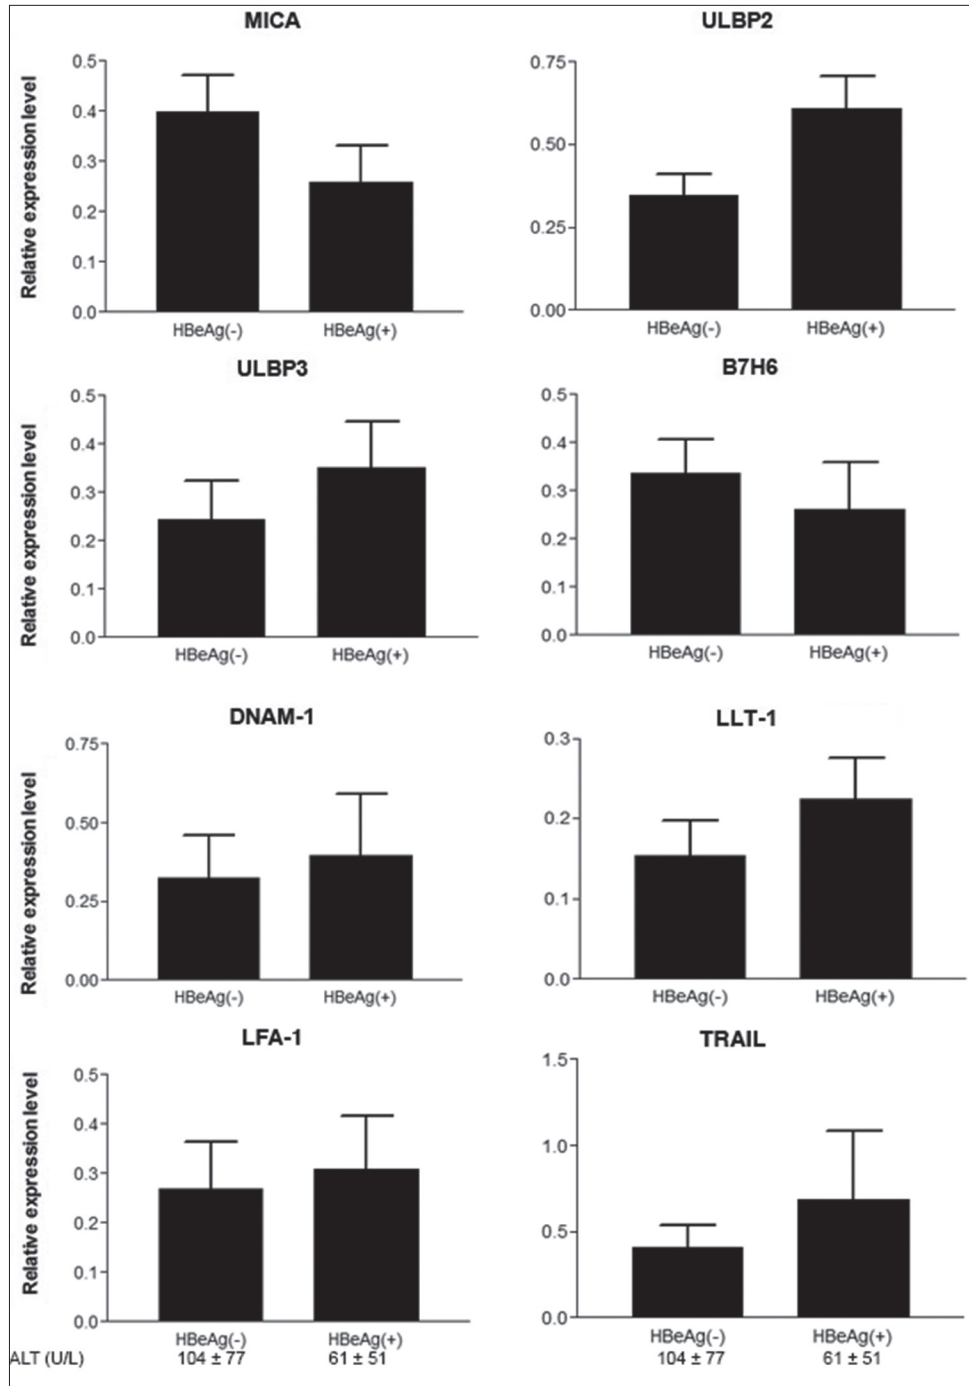 MICA
Relative expression level
0.5
0.4
0.3
0.2
0.1
0.0
HBeAg(-) HBeAg(+)
ULBP2
0.75
0.50
0.25
0.00
HBeAg(-) HBeAg(+)
ULBP3
Relative expression level
0.5
0.4
0.3
0.2
0.1
0.0
HBeAg(-) HBeAg(+)
B7H6
0.5
0.4
0.3
0.2
0.1
0.0
HBeAg(-) HBeAg(+)
DNAM-1
Relative expression level
0.75
0.50
0.25
0.00
HBeAg(-) HBeAg(+)
LLT-1
0.3
0.2
0.1
0.0
HBeAg(-) HBeAg(+)
LFA-1
Relative expression level
0.5
0.4
0.3
0.2
0.1
0.0
HBeAg(-) HBeAg(+)
TRAIL
1.5
1.0
0.5
0.0
HBeAg(-) HBeAg(+)
ALT (U/L) 104 ± 77 61 ± 51 104 ± 77 61 ± 51